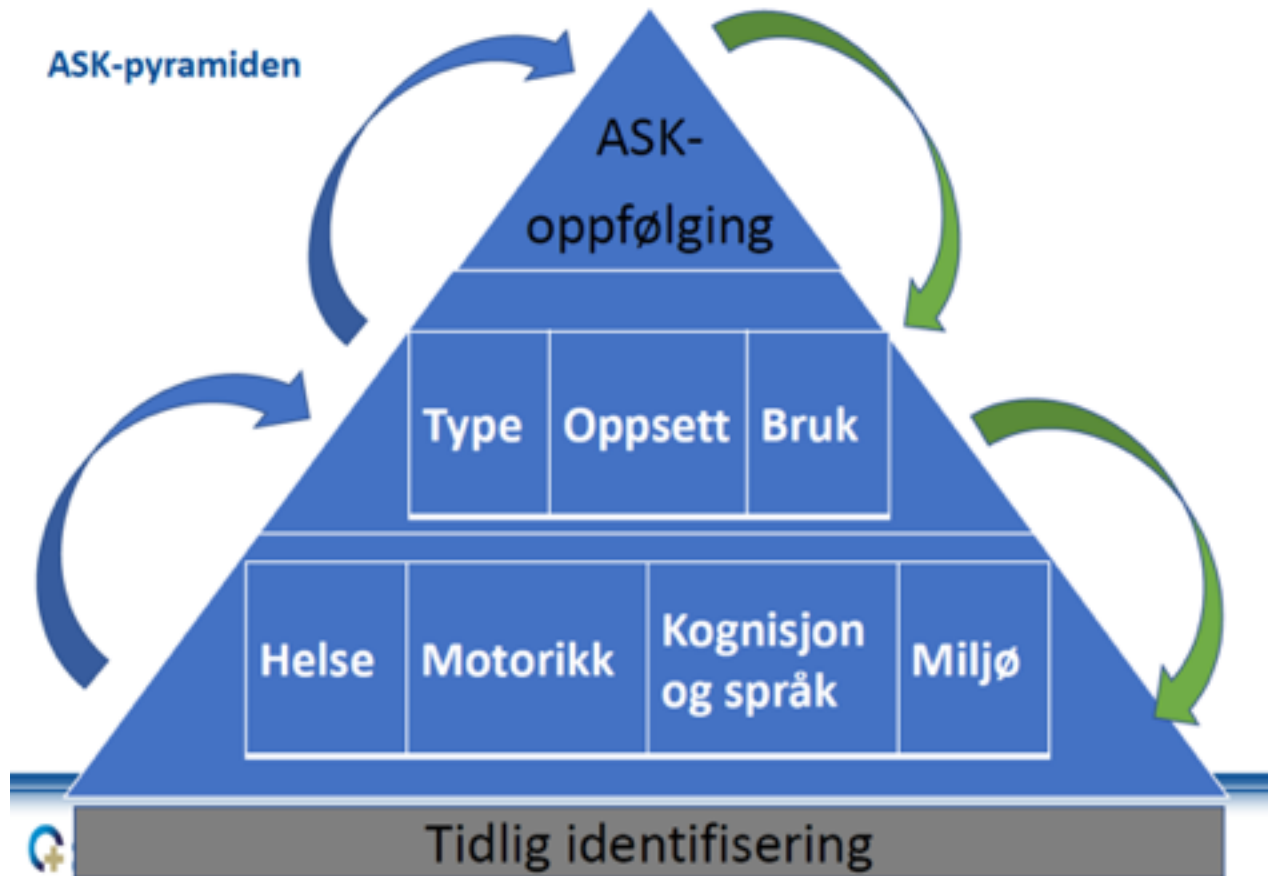 ASK-pyramiden
ASK-
oppfølging
Type Oppsett Bruk
Helse Motorikk Kognisjon
og språk Miljø
Tidlig identifisering